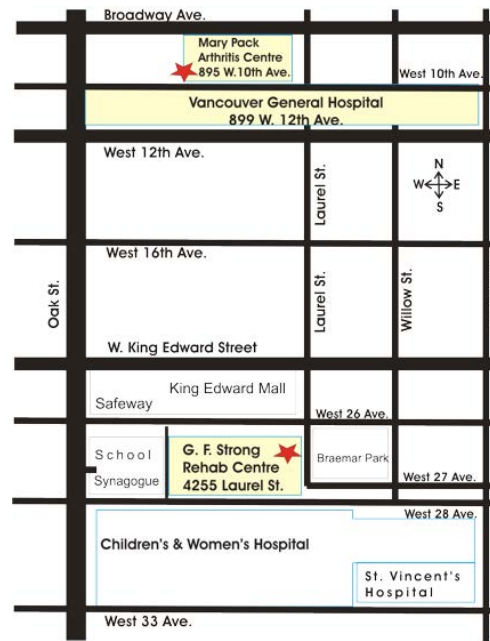 Broadway Ave.
Mary Pack
Arthritis Centre
895 W.10th Ave.
West 10th Ave.
Vancouver General Hospital
899 W. 12th Ave.
West 12th Ave.
Laurel St.
N
W E
S
West 16th Ave.
Oak St.
Laurel St.
Willow St.
W. King Edward Street
King Edward Mall
Safeway
West 26 Ave.
School
Synagogue
G. F. Strong
Rehab Centre
4255 Laurel St.
Braemar Park
West 27 Ave.
West 28 Ave.
Children's & Women's Hospital
St. Vincent's
Hospital
West 33 Ave.